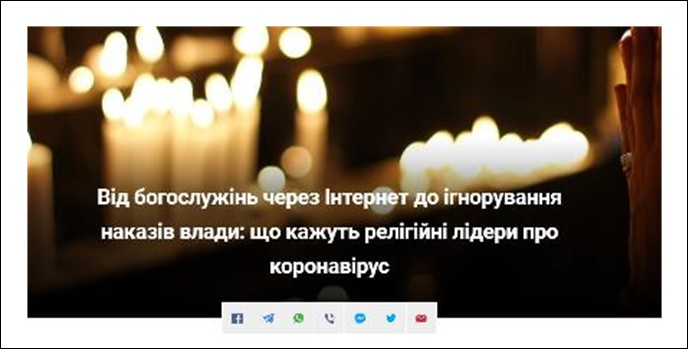 Від богослужінь через Інтернет до ігнорування
наказів влади: що кажуть релігійні лідери про
коронавірус